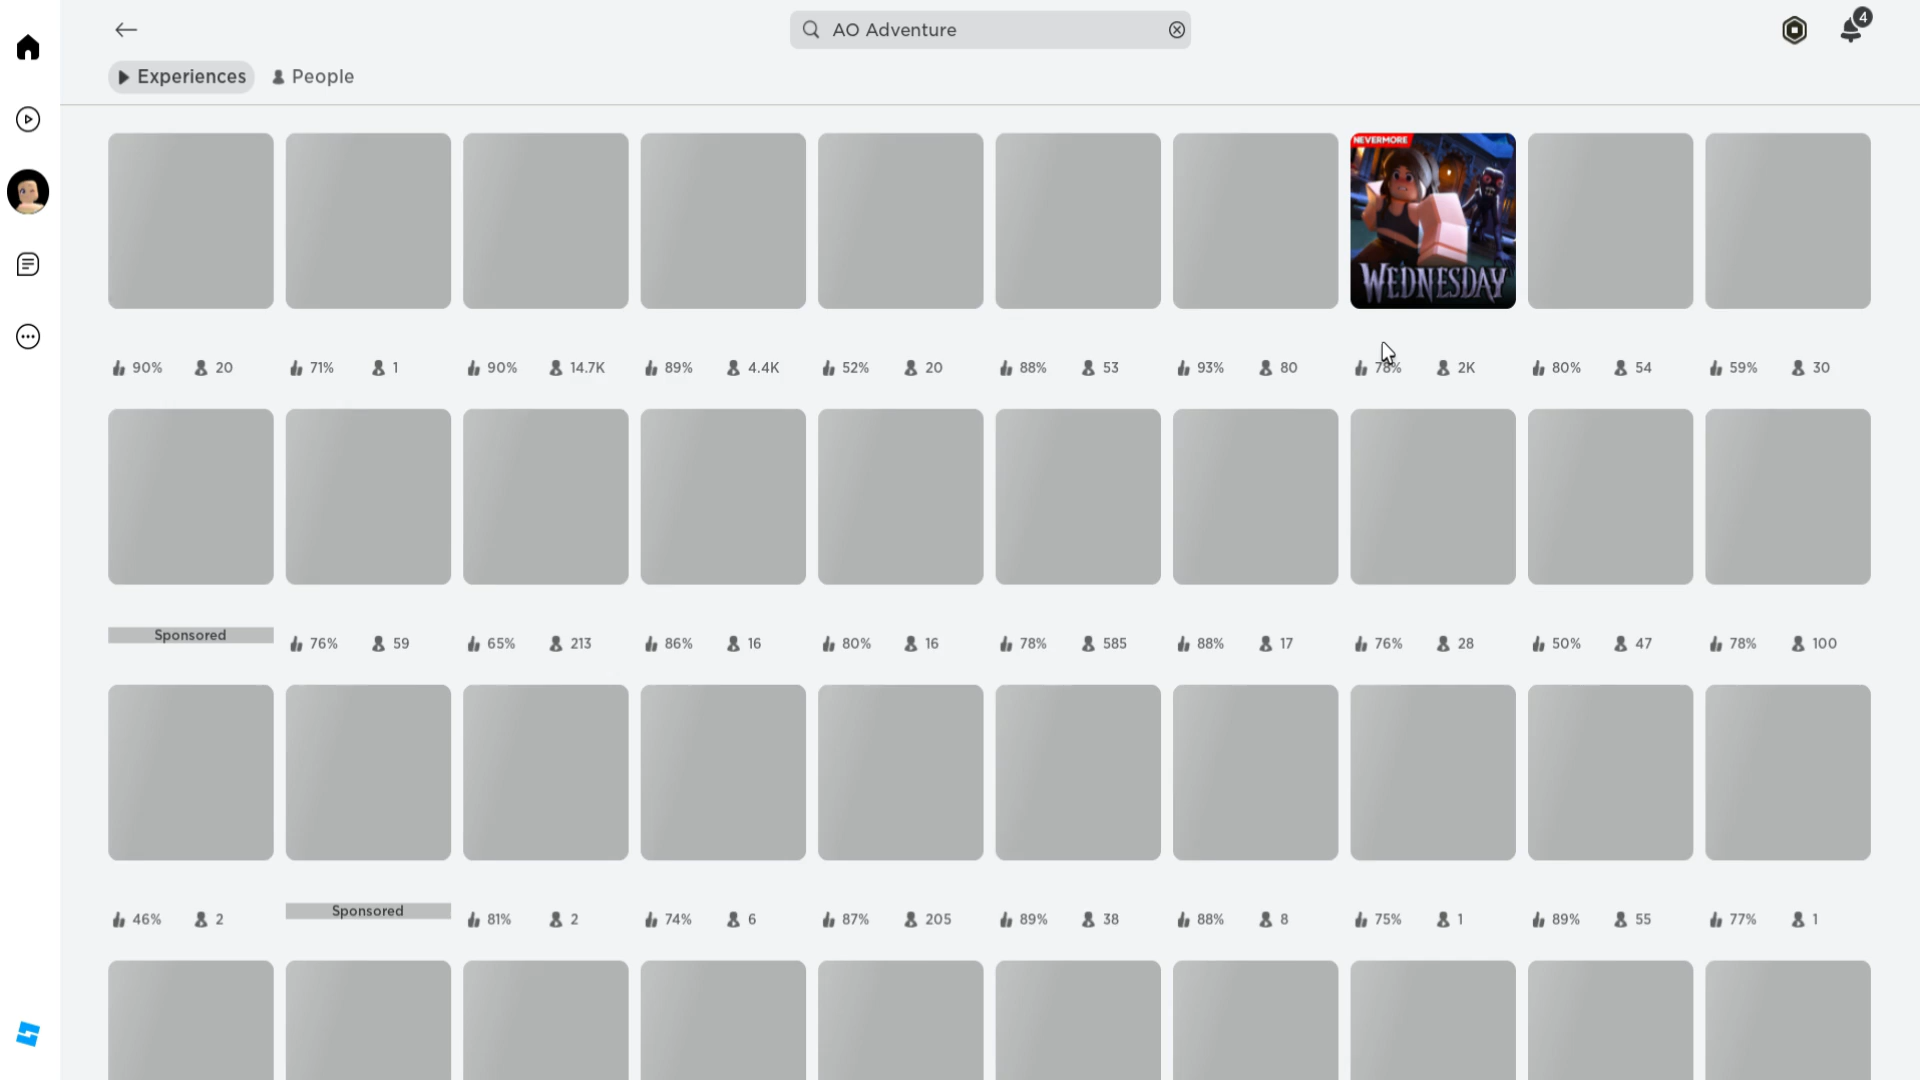 AO Adventure
4
Experiences People
NEVERMORE
WEDNESDAY
90% 20 71% 1 90% 14.7K 89% 4.4K 52% 20 88% 53 93% 80 78% 2K 80% 54 59% 30
Sponsored 76% 59 65% 213 86% 16 80% 16 78% 585 88% 17 76% 28 50% 47 78% 100
46% 2 Sponsored 81% 2 74% 6 87% 205 89% 38 88% 8 75% 1 89% 55 77% 1